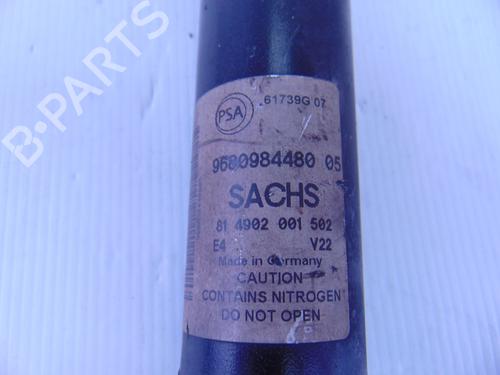 B-PARTS
PSA
61739G 07
9680984480 05
SACHS
81 4902 001 502
E4 V22
Made in Germany
CAUTION
CONTAINS NITROGEN
DO NOT OPEN